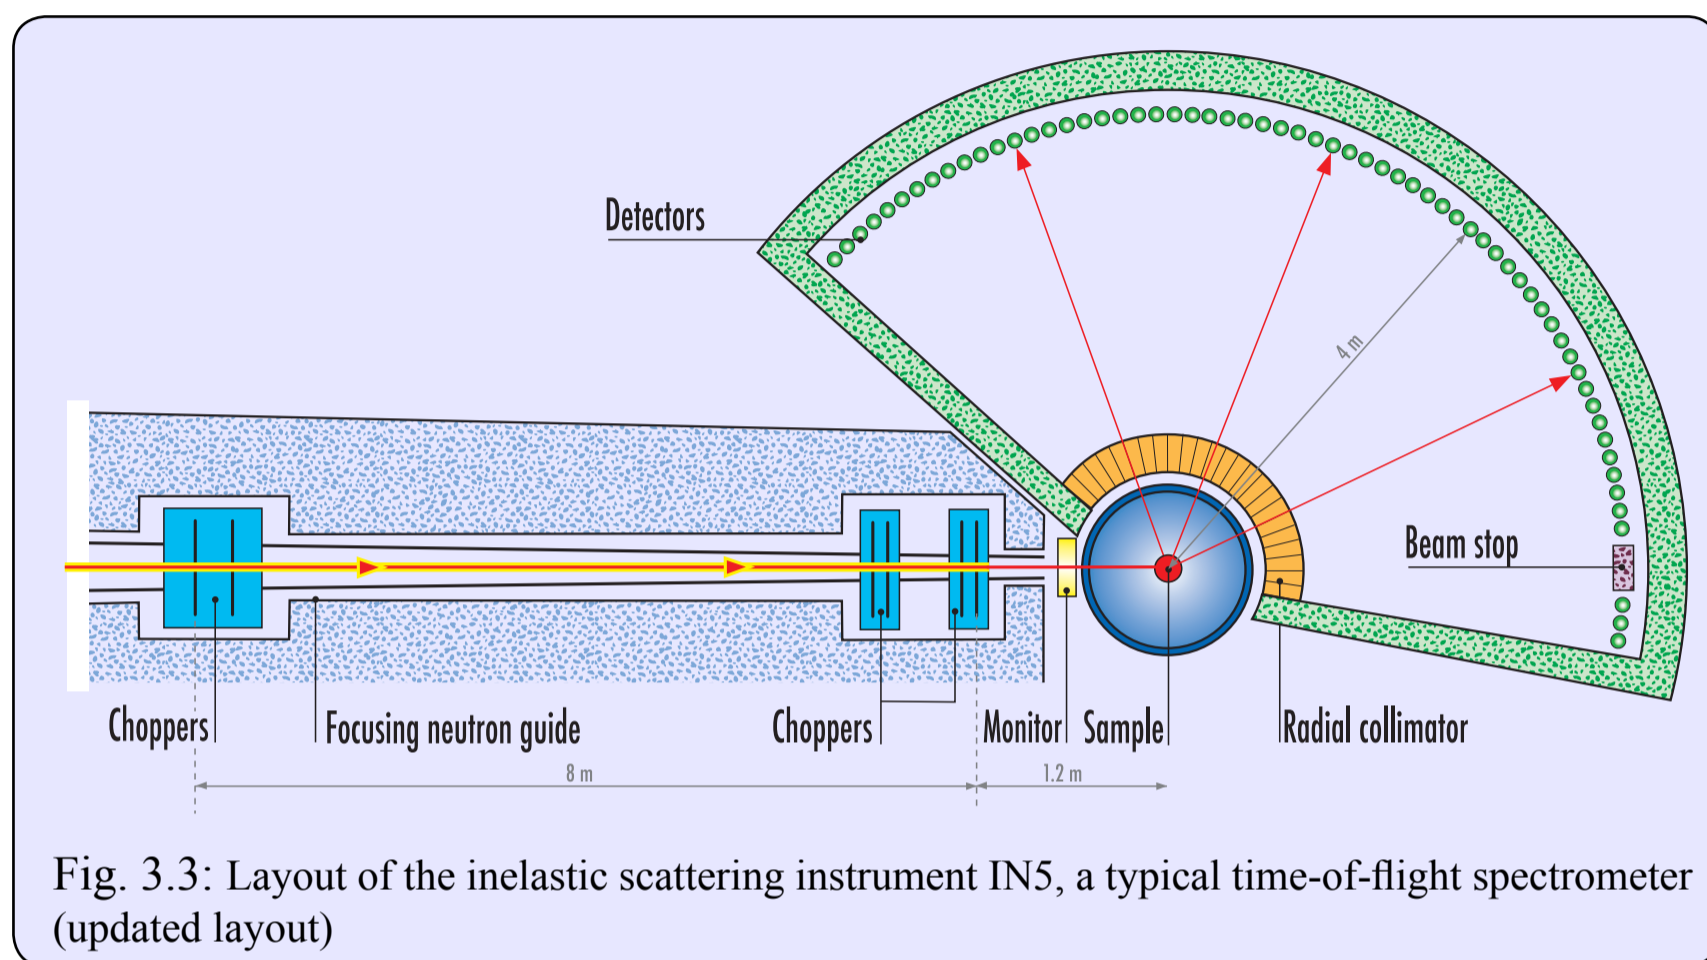 Detectors
4 m
Beam stop
Choppers
Focusing neutron guide
Choppers
Monitor
Sample
Radial collimator
8 m
1.2 m
Fig. 3.3: Layout of the inelastic scattering instrument IN5, a typical time-of-flight spectrometer
(updated layout)